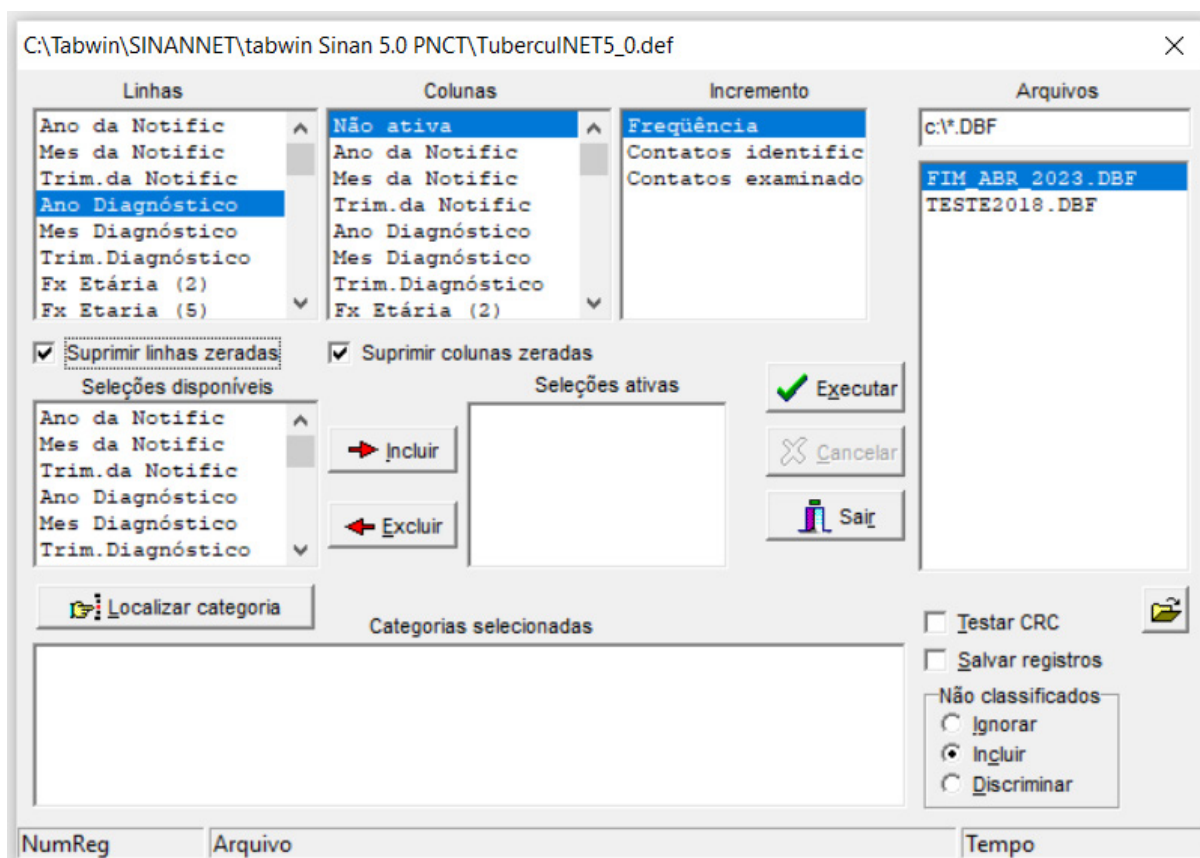 C:\Tabwin\SINANNET\tabwin Sinan 5.0 PNCT\TuberculNET5_0.def
Linhas
Ano da Notific
Mes da Notific
Trim.da Notific
Ano Diagnóstico
Mes Diagnóstico
Trim.Diagnóstico
Fx Etária (2)
Fx Etaria (5)
Suprimir linhas zeradas
Colunas
Não ativa
Ano da Notific
Mes da Notific
Trim.da Notific
Ano Diagnóstico
Mes Diagnóstico
Trim.Diagnóstico
Fx Etária (2)
Suprimir colunas zeradas
Incremento
Freqüência
Contatos identific
Contatos examinado
Arquivos
c:\*.DBF
FIM_ABR_2023.DBF
TESTE2018.DBF
Seleções disponíveis
Ano da Notific
Mes da Notific
Trim.da Notific
Ano Diagnóstico
Mes Diagnóstico
Trim.Diagnóstico
Incluir
Excluir
Seleções ativas
Executar
Cancelar
Sair
Localizar categoria
Categorias selecionadas
Testar CRC
Salvar registros
Não classificados
Ignorar
Incluir
Discriminar
NumReg
Arquivo
Tempo